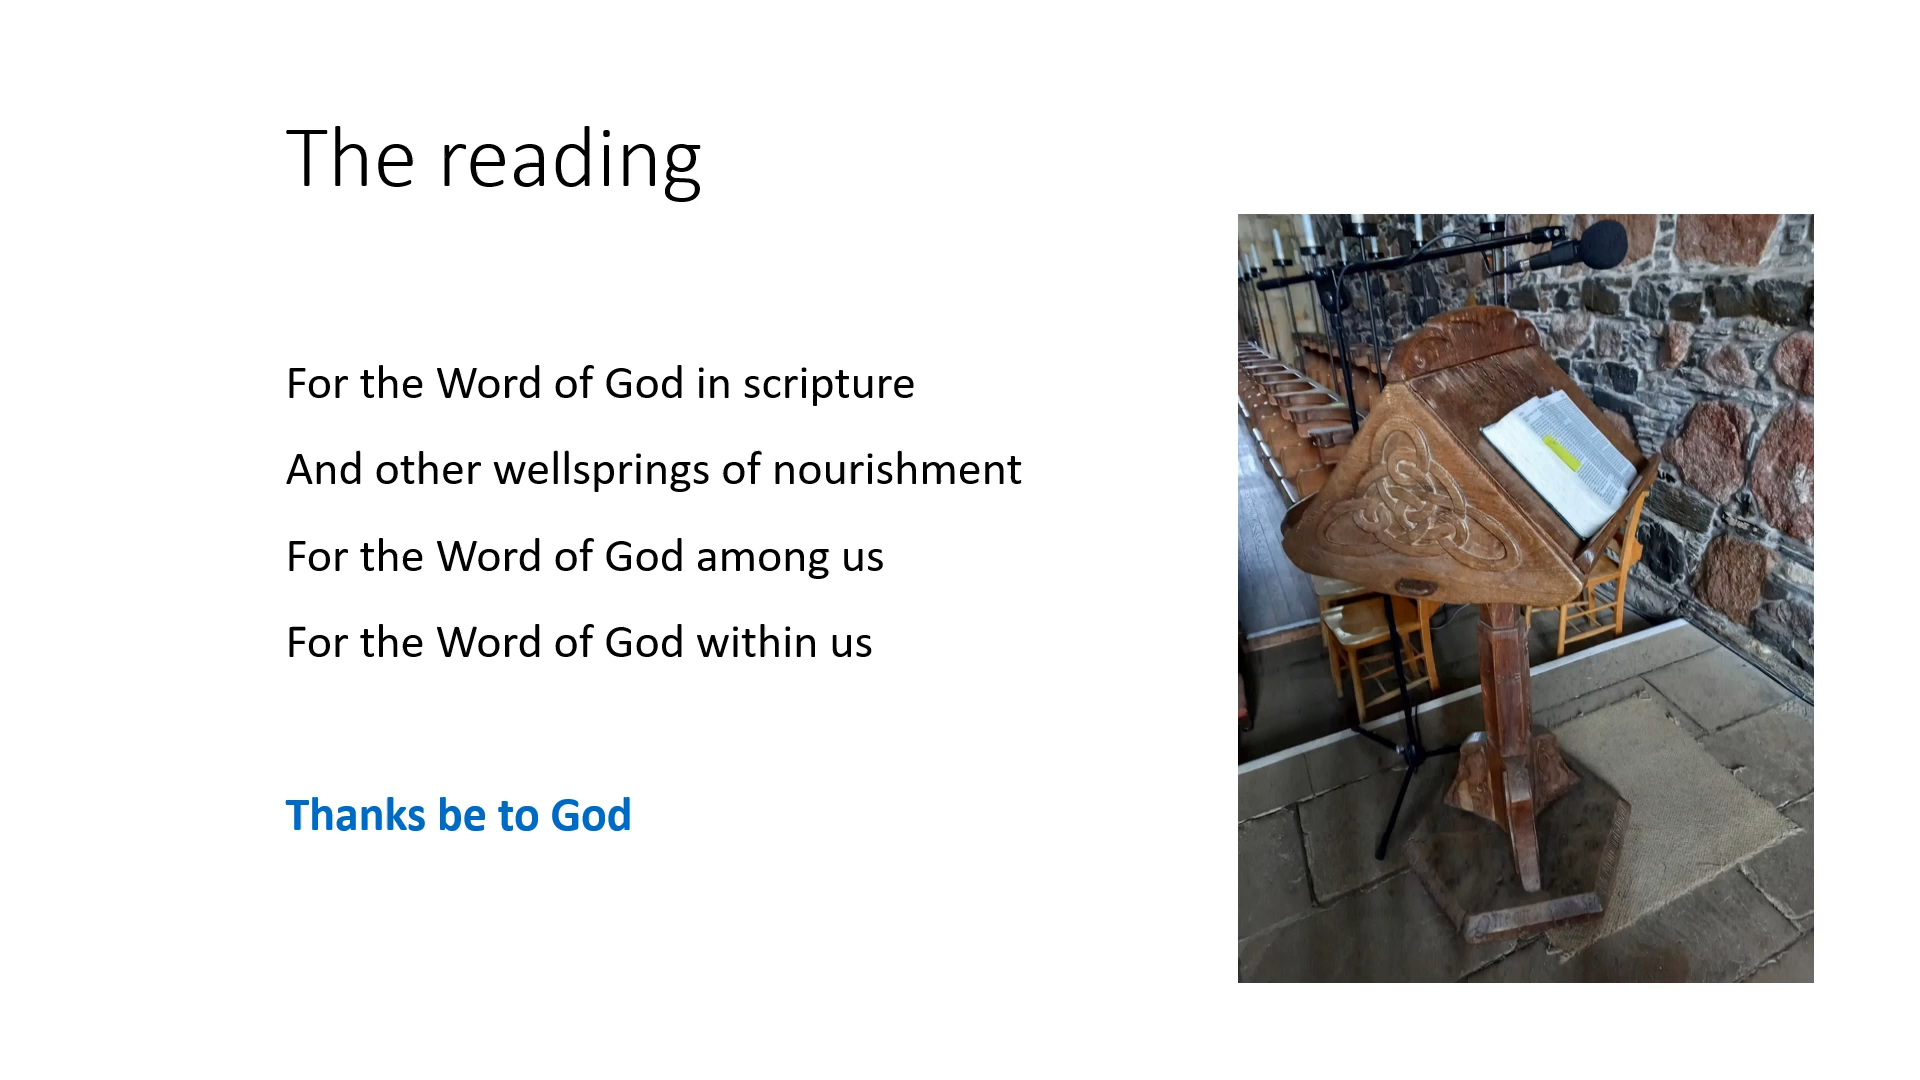 The reading
For the Word of God in scripture
And other wellsprings of nourishment
For the Word of God among us
For the Word of God within us
Thanks be to God